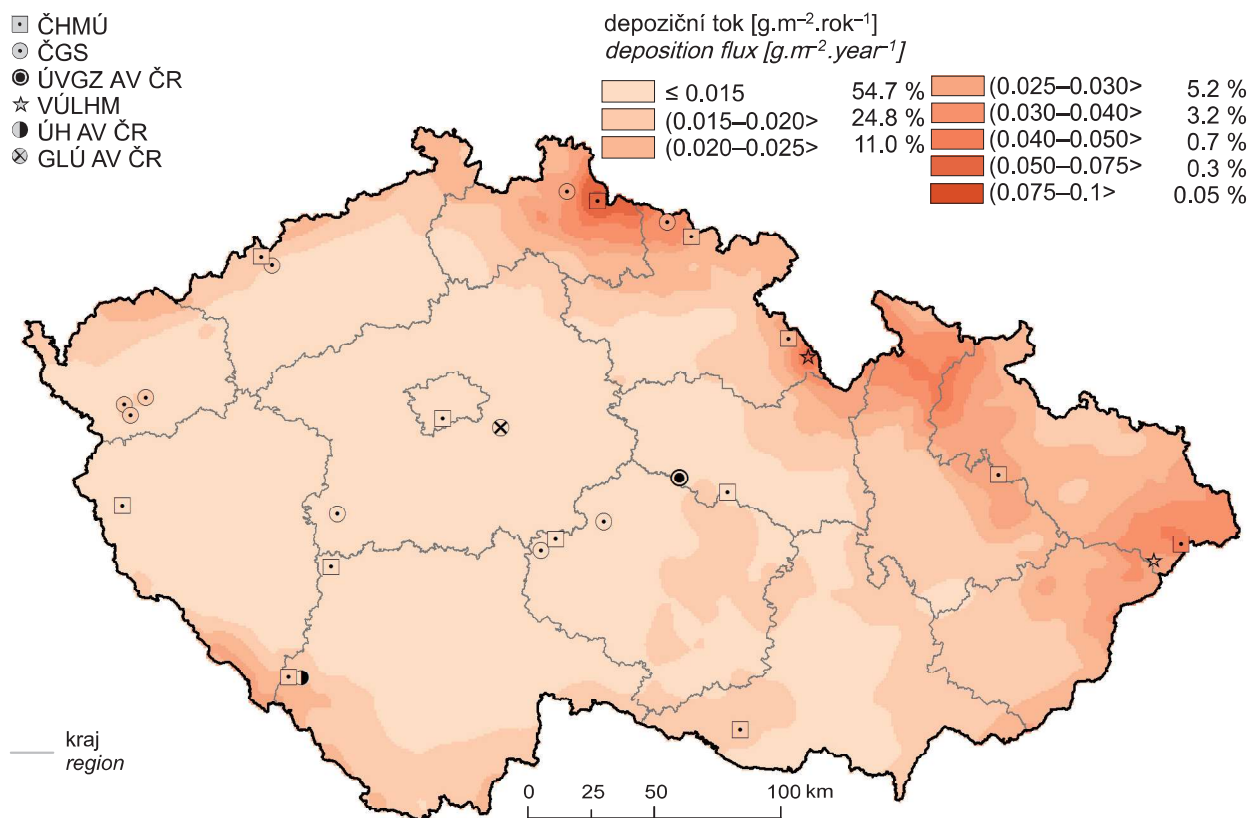 ČHMÚ
ČGS
ÚVGZ AV ČR
VÚLHM
ÚH AV ČR
GLÚ AV ČR
depoziční tok [g.m⁻².rok⁻¹]
deposition flux [g.m⁻².year⁻¹]
≤ 0.015 54.7 %
(0.015–0.020> 24.8 %
(0.020–0.025> 11.0 %
(0.025–0.030> 5.2 %
(0.030–0.040> 3.2 %
(0.040–0.050> 0.7 %
(0.050–0.075> 0.3 %
(0.075–0.1> 0.05 %
kraj
region
0 25 50 100 km